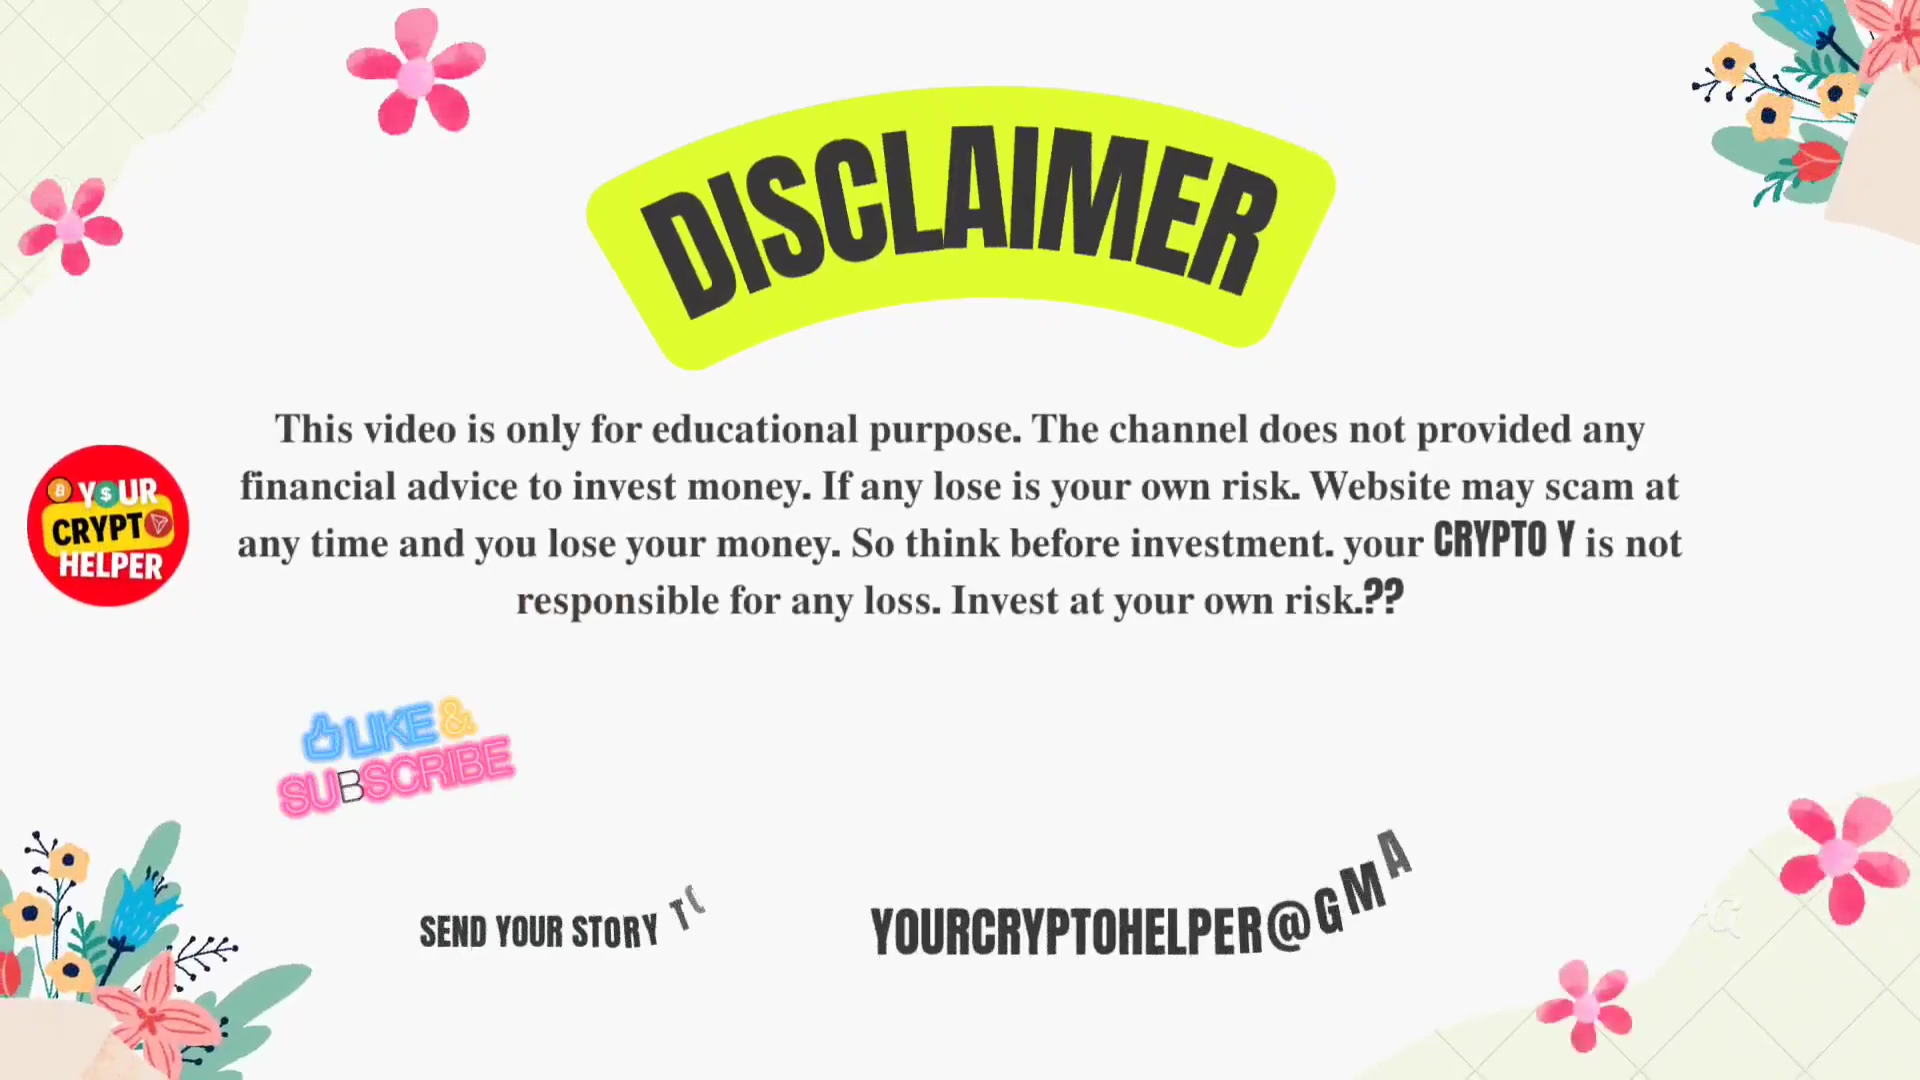 DISCLAIMER
This video is only for educational purpose. The channel does not provided any
financial advice to invest money. If any lose is your own risk. Website may scam at
any time and you lose your money. So think before investment. your CRYPTO Y is not
responsible for any loss. Invest at your own risk.??
Y$UR
CRYPT
HELPER
LIKE &
SUBSCRIBE
SEND YOUR STORY T
YOURCRYPTOHELPER@GMA